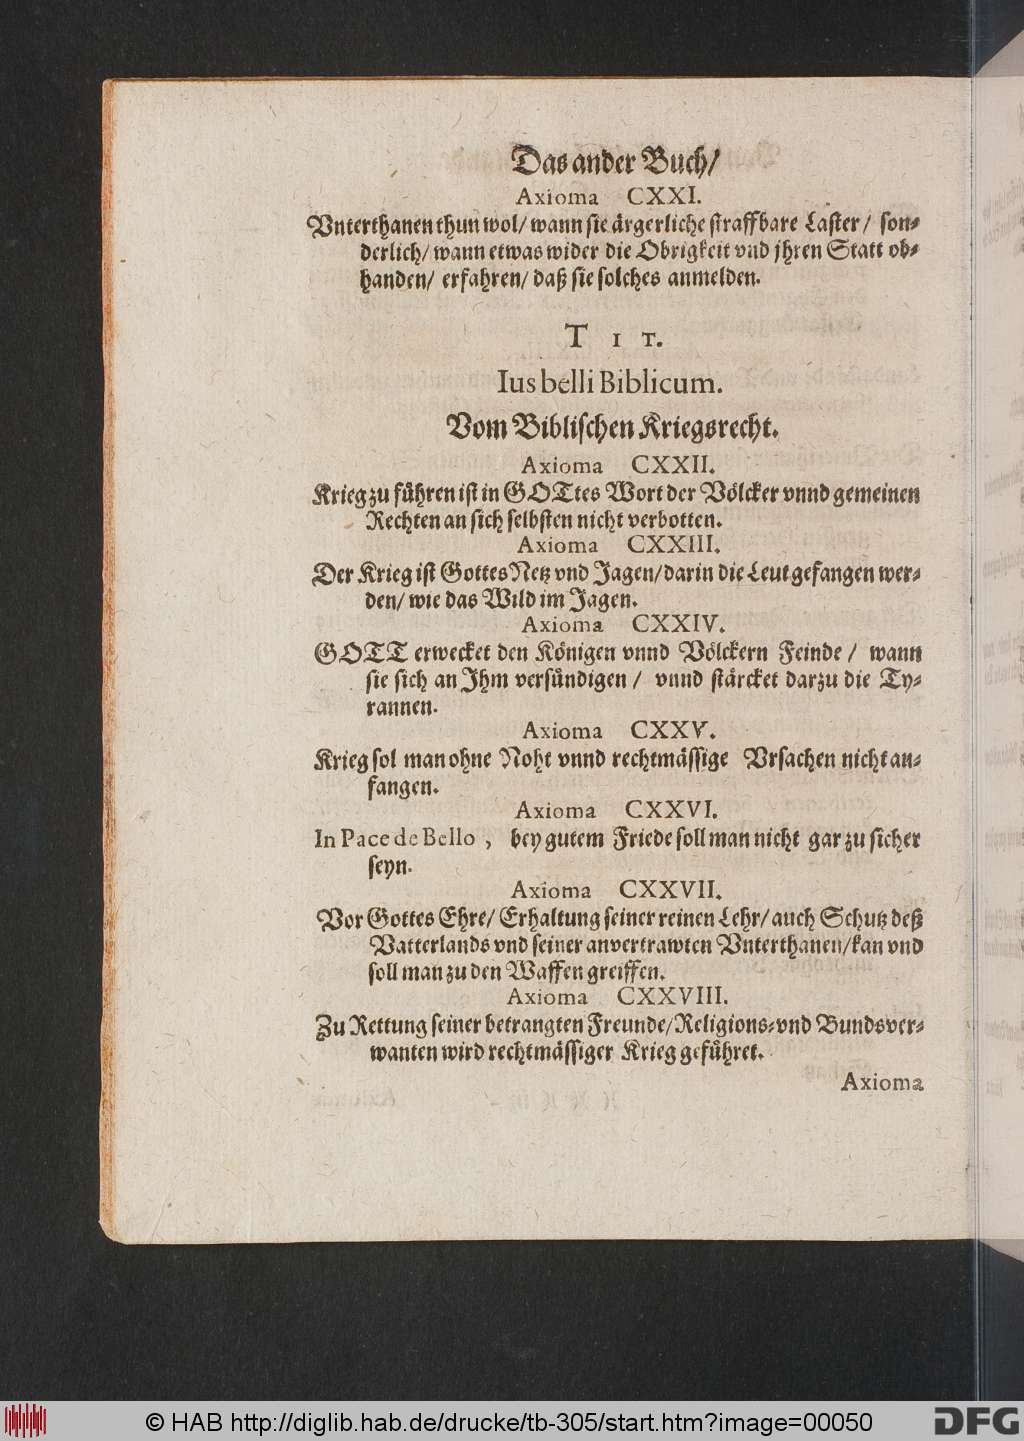 Das ander Buch/
Axioma CXXI.
Vnterthanen thun wol/ wann sie ärgerliche straffbare Laster/ son-
derlich/ wann etwas wider die Obrigkeit vnd jhren Statt ob-
handen/ erfahren/ daß sie solches anmelden.
TIT.
Ius belli Biblicum.
Vom Biblischen Kriegsrecht.
Axioma CXXII.
Krieg zu führen ist in GOTtes Wort der Völcker vnnd gemeinen
Rechten an sich selbsten nicht verbotten.
Axioma CXXIII.
Der Krieg ist Gottes Netz vnd Jagen/ darin die Leut gefangen wer-
den/ wie das Wild im Jagen.
Axioma CXXIV.
GOTT erwecket den Königen vnnd Völckern Feinde/ wann
sie sich an Jhm versündigen/ vnnd stärcket darzu die Ty-
rannen.
Axioma CXXV.
Krieg sol man ohne Noht vnnd rechtmässige Vrsachen nicht an-
fangen.
Axioma CXXVI.
In Pace de Bello, bey gutem Friede soll man nicht gar zu sicher
seyn.
Axioma CXXVII.
Vor Gottes Ehre/ Erhaltung seiner reinen Lehr/ auch Schutz deß
Vatterlands vnd seiner anvertrawten Vnterthanen/ kan vnd
soll man zu den Waffen greiffen.
Axioma CXXVIII.
Zu Rettung seiner betrangten Freunde/ Religions- vnd Bundsver-
wanten wird rechtmässiger Krieg geführet.
Axioma
© HAB http://diglib.hab.de/drucke/tb-305/start.htm?image=00050
DFG